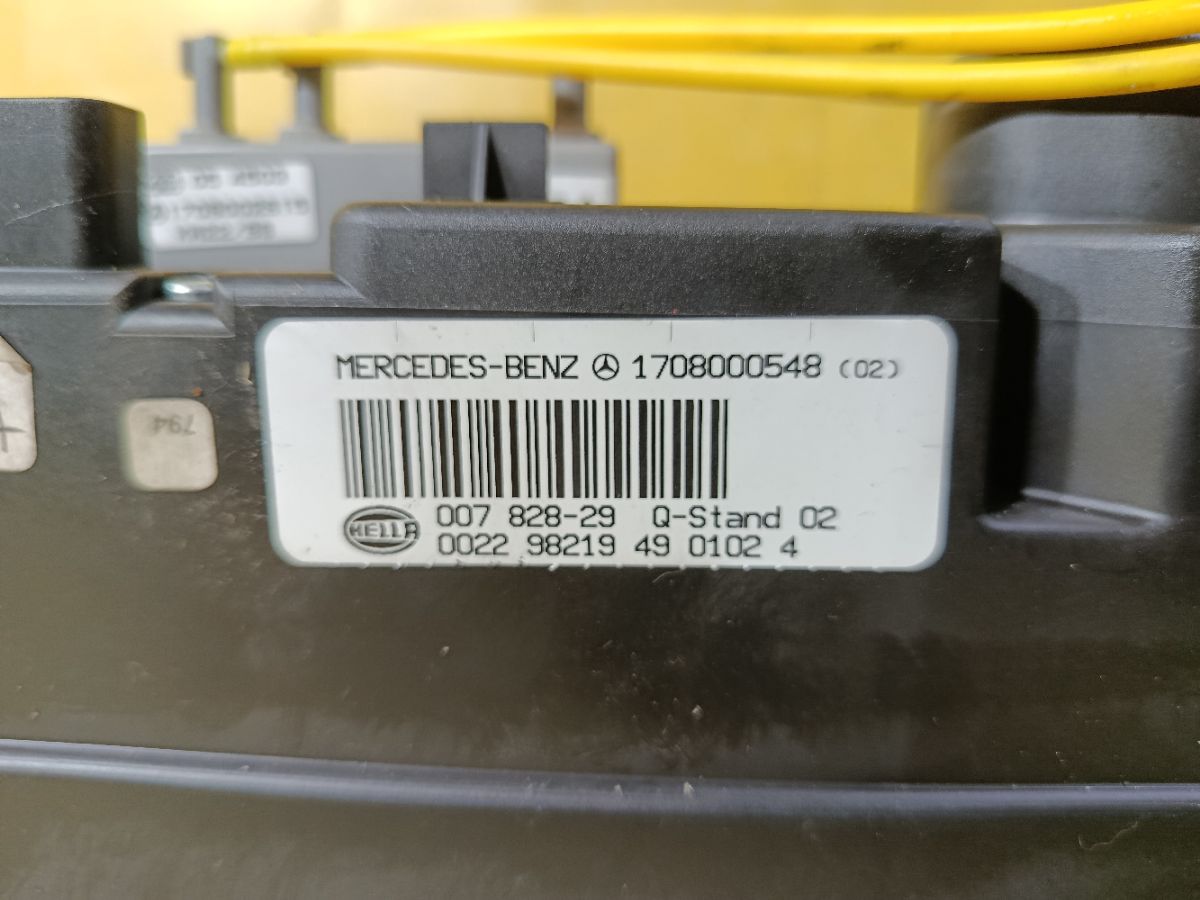 MERCEDES-BENZ 1708000548 (02)
HELLA
007 828-29 Q-Stand 02
0022 98219 49 0102 4
794